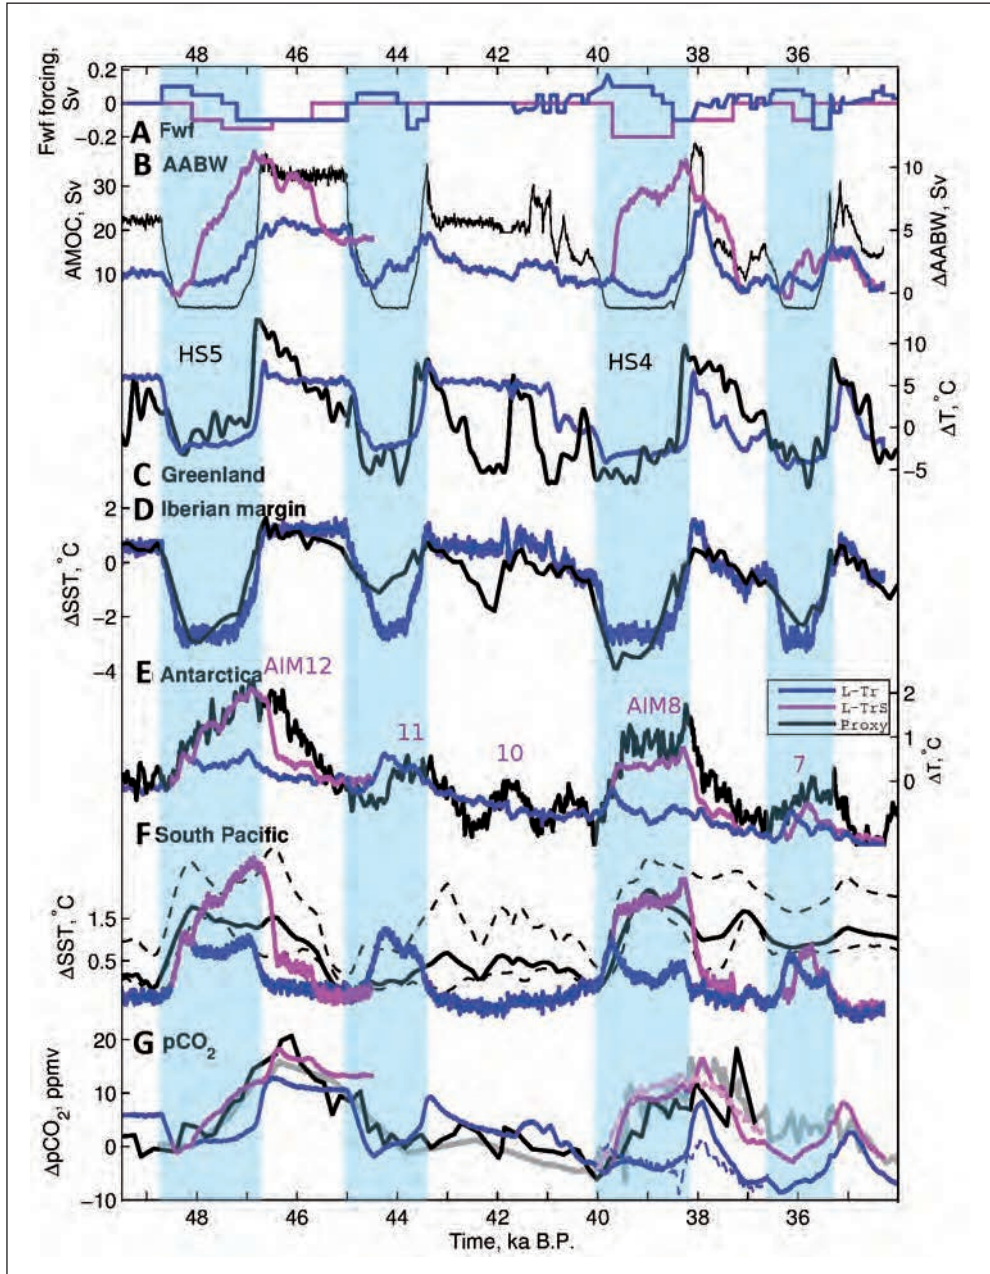 48 46 44 42 40 38 36
Fwf forcing,
Sv
0.2
0
−0.2
A Fwf
B AABW
AMOC, Sv
30
20
10
10
5
0
ΔAABW, Sv
HS5
HS4
10
5
0
−5
ΔT,°C
C Greenland
D Iberian margin
2
0
−2
−4
ΔSST,°C
E Antarctica
AIM12
11
10
AIM8
7
L-Tr
L-TrS
Proxy
2
1
0
ΔT,°C
F South Pacific
1.5
0.5
ΔSST,°C
G pCO₂
20
10
0
−10
ΔpCO₂, ppmv
48 46 44 42 40 38 36
Time, ka B.P.